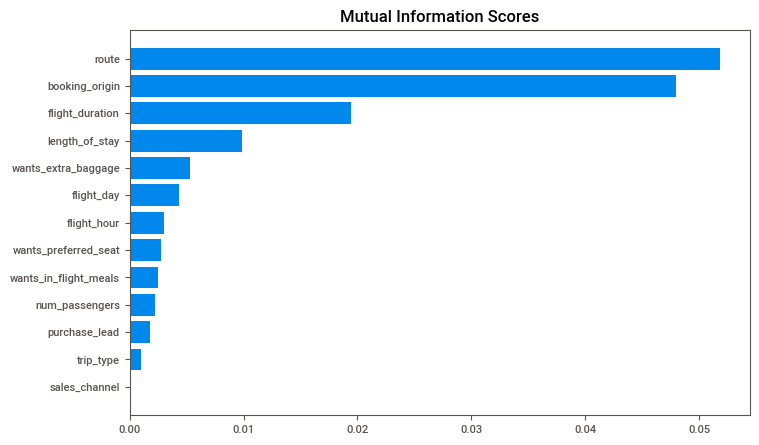 Mutual Information Scores
route
booking_origin
flight_duration
length_of_stay
wants_extra_baggage
flight_day
flight_hour
wants_preferred_seat
wants_in_flight_meals
num_passengers
purchase_lead
trip_type
sales_channel
0.00 0.01 0.02 0.03 0.04 0.05